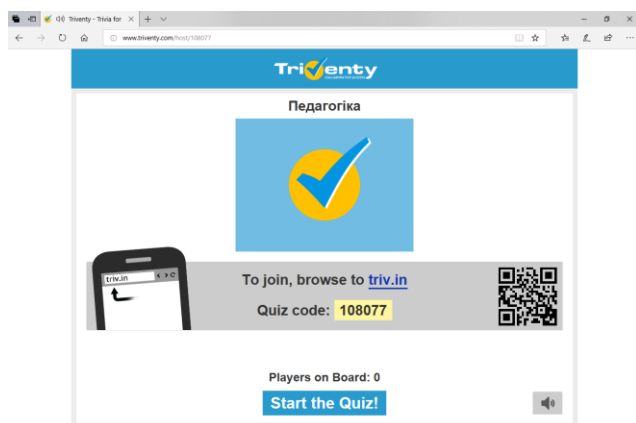 (1) Triventy - Trivia for
www.triventy.com/host/108077
Triventy
Педагогіка
triv.in
To join, browse to triv.in
Quiz code: 108077
Players on Board: 0
Start the Quiz!